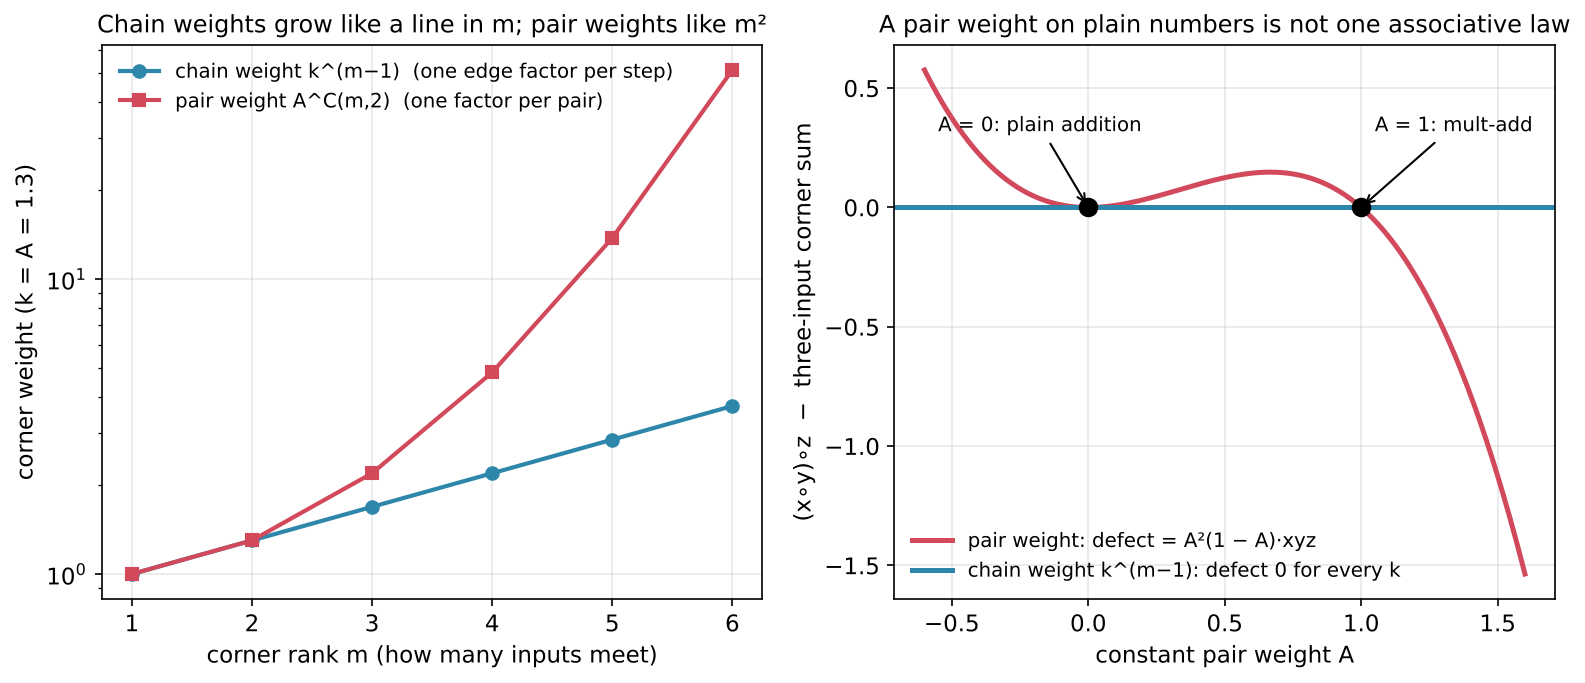 Chain weights grow like a line in m; pair weights like m²
chain weight k^(m−1)  (one edge factor per step)
pair weight A^C(m,2)  (one factor per pair)
corner weight (k = A = 1.3)
10¹
10⁰
1 2 3 4 5 6
corner rank m (how many inputs meet)
A pair weight on plain numbers is not one associative law
(x∘y)∘z  −  three-input corner sum
0.5
0.0
−0.5
−1.0
−1.5
A = 0: plain addition
A = 1: mult-add
pair weight: defect = A²(1 − A)·xyz
chain weight k^(m−1): defect 0 for every k
−0.5 0.0 0.5 1.0 1.5
constant pair weight A